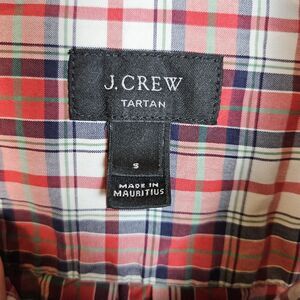 J.CREW
TARTAN
S
MADE IN
MAURITIUS